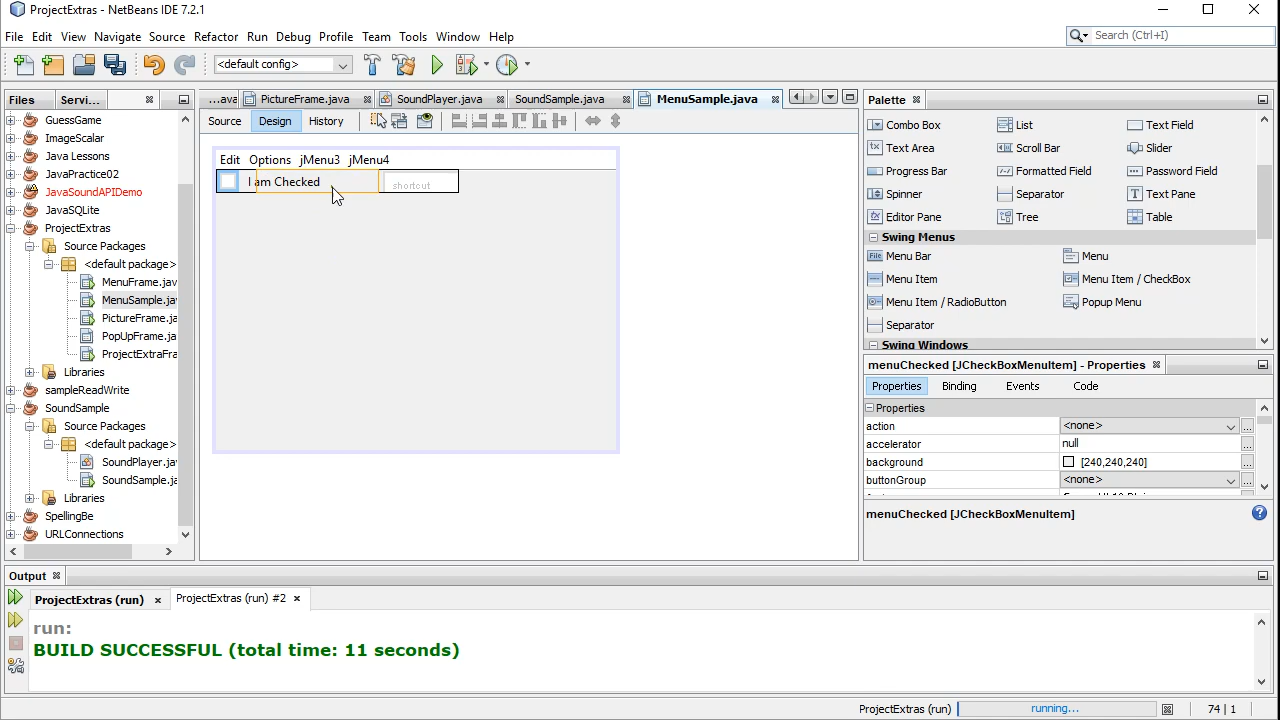 ProjectExtras - NetBeans IDE 7.2.1
File Edit View Navigate Source Refactor Run Debug Profile Team Tools Window Help
Search (Ctrl+I)
<default config>
Files Servi...
...ava PictureFrame.java SoundPlayer.java SoundSample.java MenuSample.java
Source Design History
GuessGame
ImageScalar
Java Lessons
JavaPractice02
JavaSoundAPIDemo
JavaSQLite
ProjectExtras
Source Packages
<default package>
MenuFrame.jav
MenuSample.ja
PictureFrame.ja
PopUpFrame.ja
ProjectExtraFra
Libraries
sampleReadWrite
SoundSample
Source Packages
<default package>
SoundPlayer.ja
SoundSample.ja
Libraries
SpellingBe
URLConnections
Edit Options jMenu3 jMenu4
I am Checked shortcut
Palette
Combo Box List Text Field
Text Area Scroll Bar Slider
Progress Bar Formatted Field Password Field
Spinner Separator Text Pane
Editor Pane Tree Table
Swing Menus
Menu Bar Menu
Menu Item Menu Item / CheckBox
Menu Item / RadioButton Popup Menu
Separator
Swing Windows
menuChecked [JCheckBoxMenuItem] - Properties
Properties Binding Events Code
Properties
action <none> ...
accelerator null ...
background [240,240,240] ...
buttonGroup <none> ...
menuChecked [JCheckBoxMenuItem]
Output
ProjectExtras (run) ProjectExtras (run) #2
run:
BUILD SUCCESSFUL (total time: 11 seconds)
ProjectExtras (run) running... 74 | 1